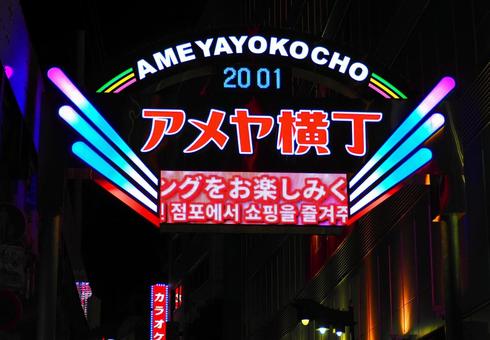 AMEYAYOKOCHO
20 01
アメヤ横丁
ングをお楽しみく
점포에서 쇼핑을 즐겨주
カラオケ